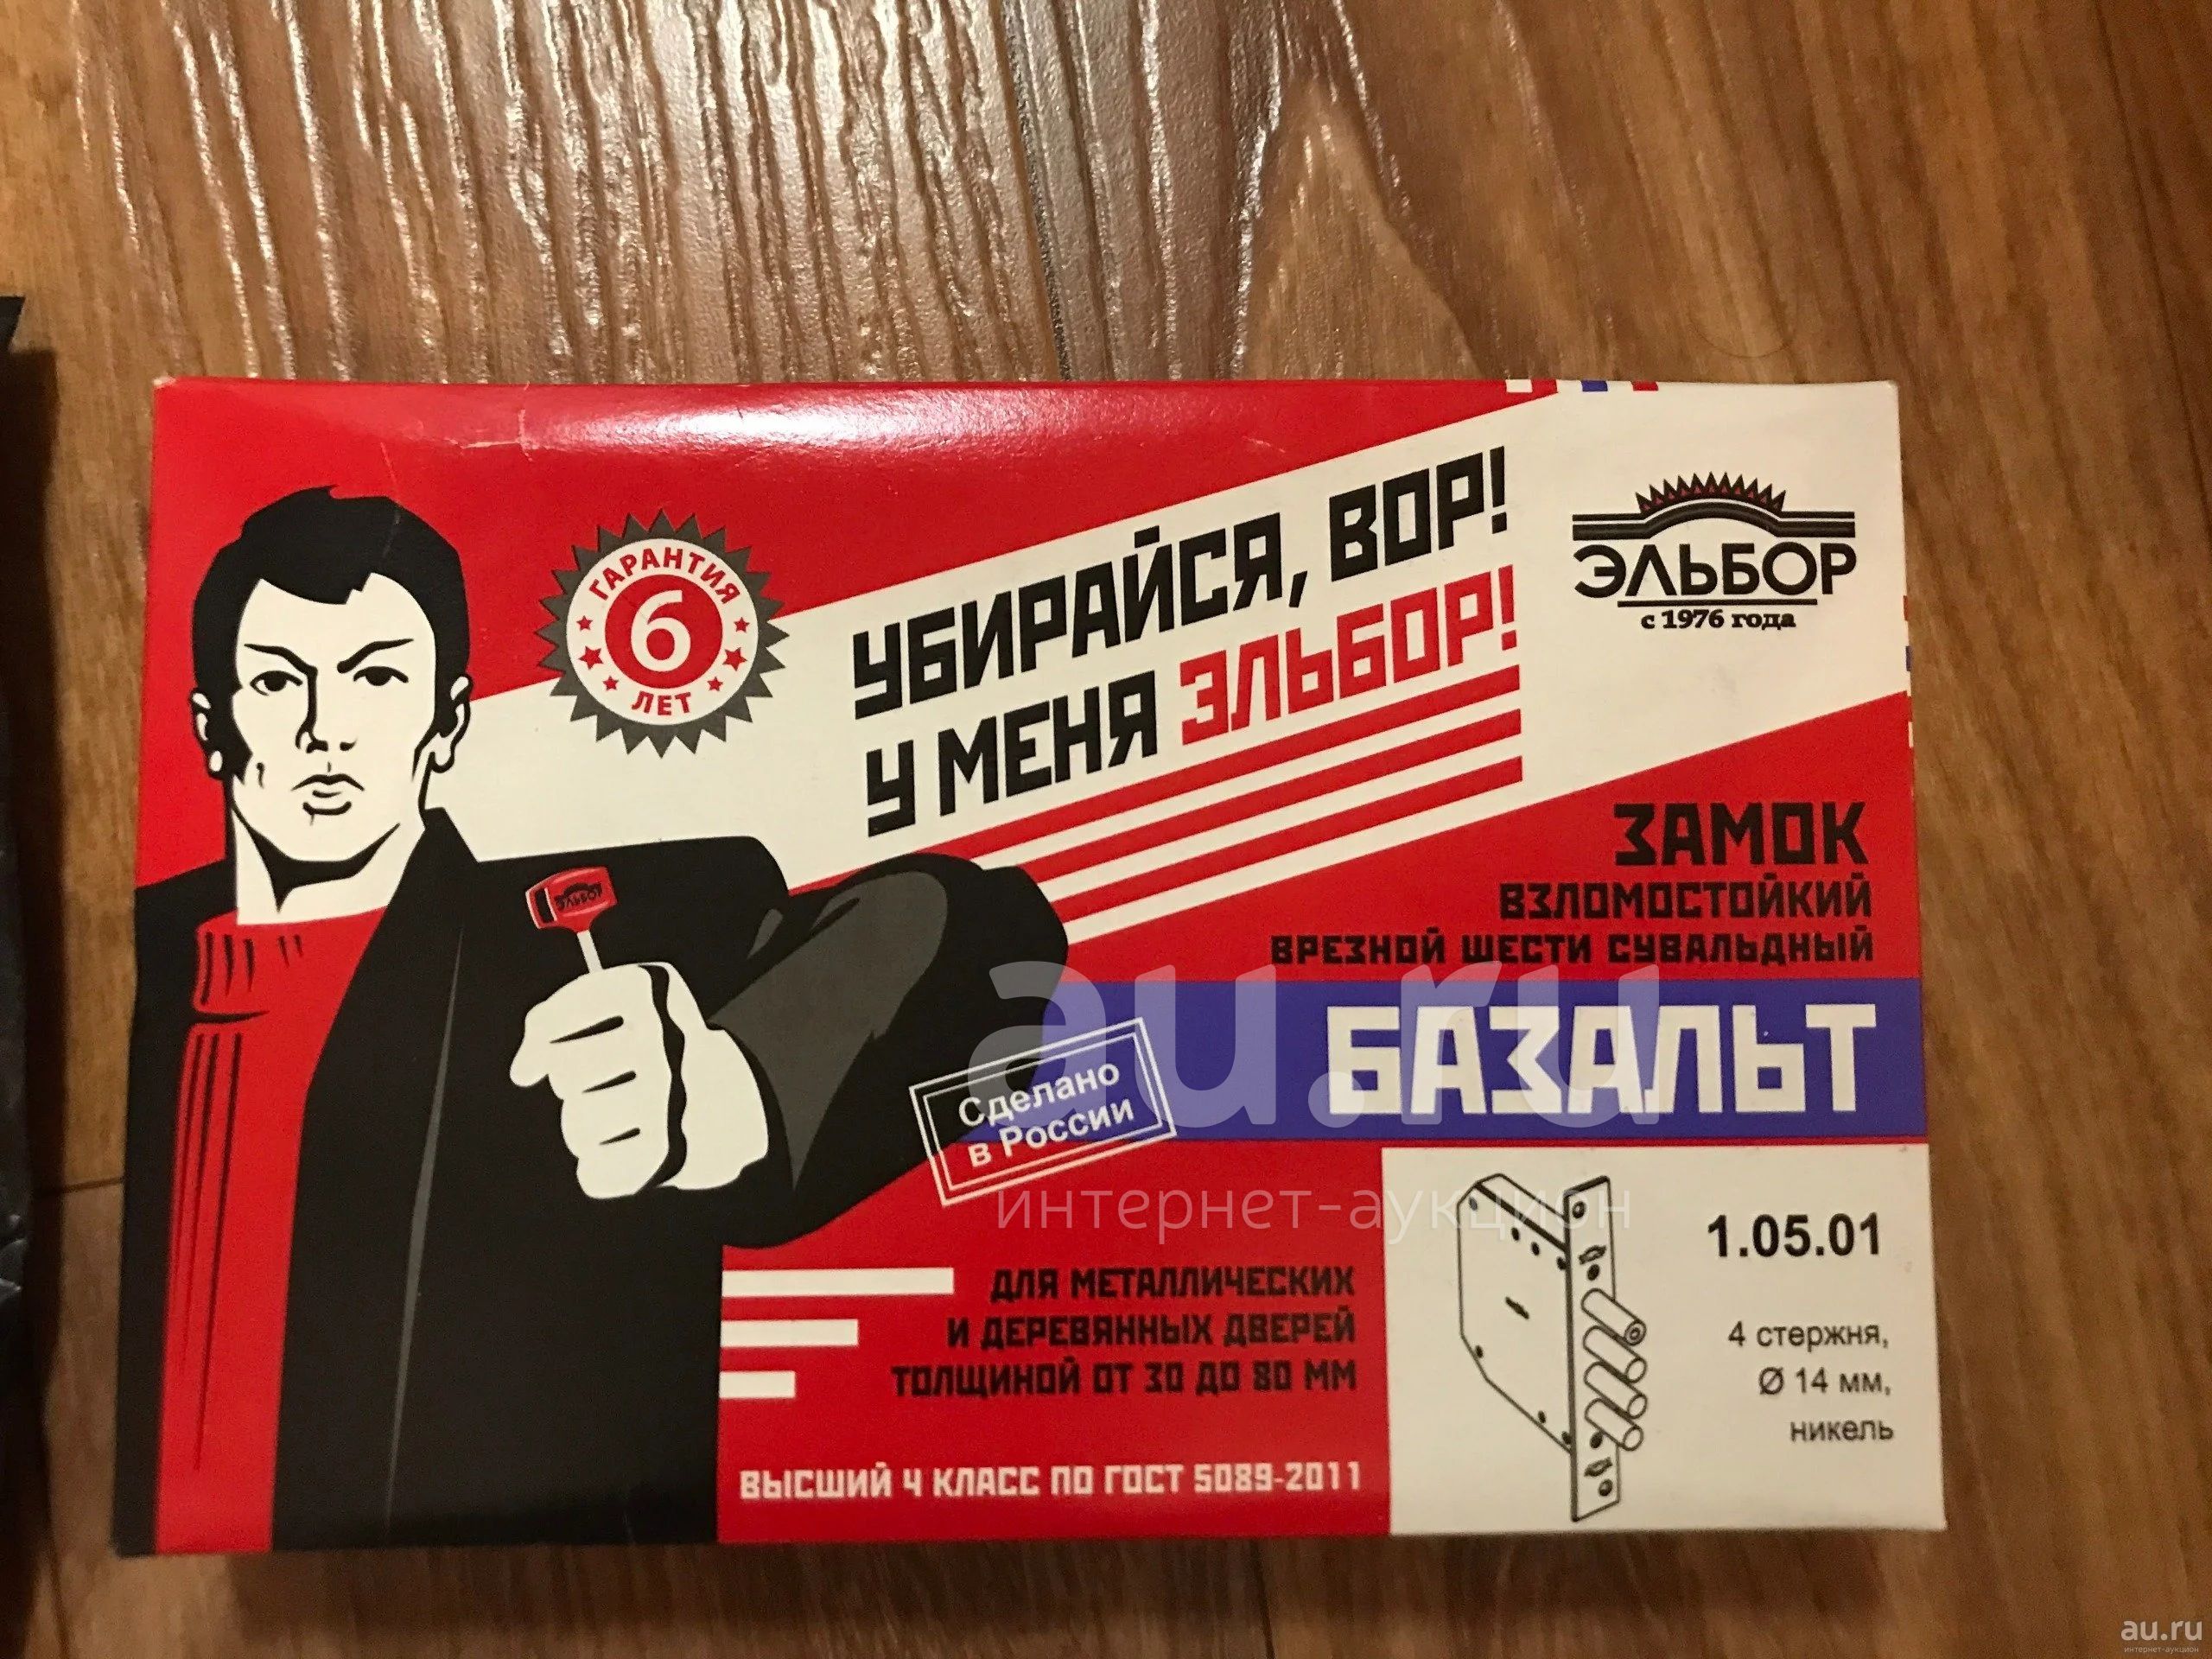 ГАРАНТИЯ
6
ЛЕТ
УБИРАЙСЯ, ВОР!
У МЕНЯ ЭЛЬБОР!
ЭЛЬБОР
с 1976 года
ЭЛЬБОР
ЗАМОК
ВЗЛОМОСТОЙКИЙ
ВРЕЗНОЙ ШЕСТИ СУВАЛЬДНЫЙ
БАЗАЛЬТ
Сделано
в России
au.ru
интернет-аукцион
1.05.01
4 стержня,
Ø 14 мм,
никель
ДЛЯ МЕТАЛЛИЧЕСКИХ
И ДЕРЕВЯННЫХ ДВЕРЕЙ
ТОЛЩИНОЙ ОТ 30 ДО 80 ММ
ВЫСШИЙ 4 КЛАСС ПО ГОСТ 5089-2011
au.ru
интернет-аукцион